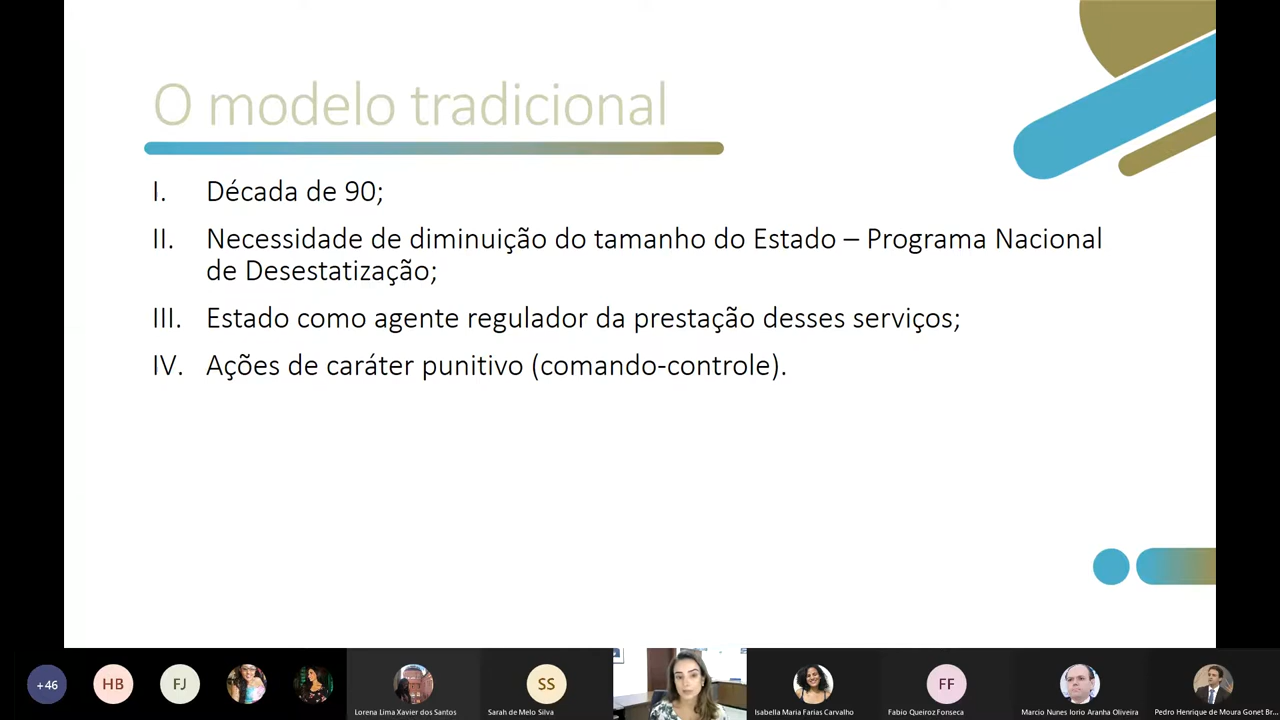 O modelo tradicional
I. Década de 90;
II. Necessidade de diminuição do tamanho do Estado – Programa Nacional
de Desestatização;
III. Estado como agente regulador da prestação desses serviços;
IV. Ações de caráter punitivo (comando-controle).
+46
HB
FJ
Lorena Lima Xavier dos Santos
SS
Sarah de Melo Silva
Isabella Maria Farias Carvalho
FF
Fabio Queiroz Fonseca
Marcio Nunes Iorio Aranha Oliveira
Pedro Henrique de Moura Gonet Br...